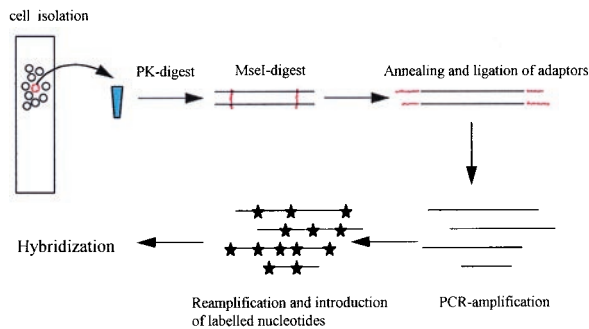 cell isolation
PK-digest
MseI-digest
Annealing and ligation of adaptors
Hybridization
Reamplification and introduction
of labelled nucleotides
PCR-amplification